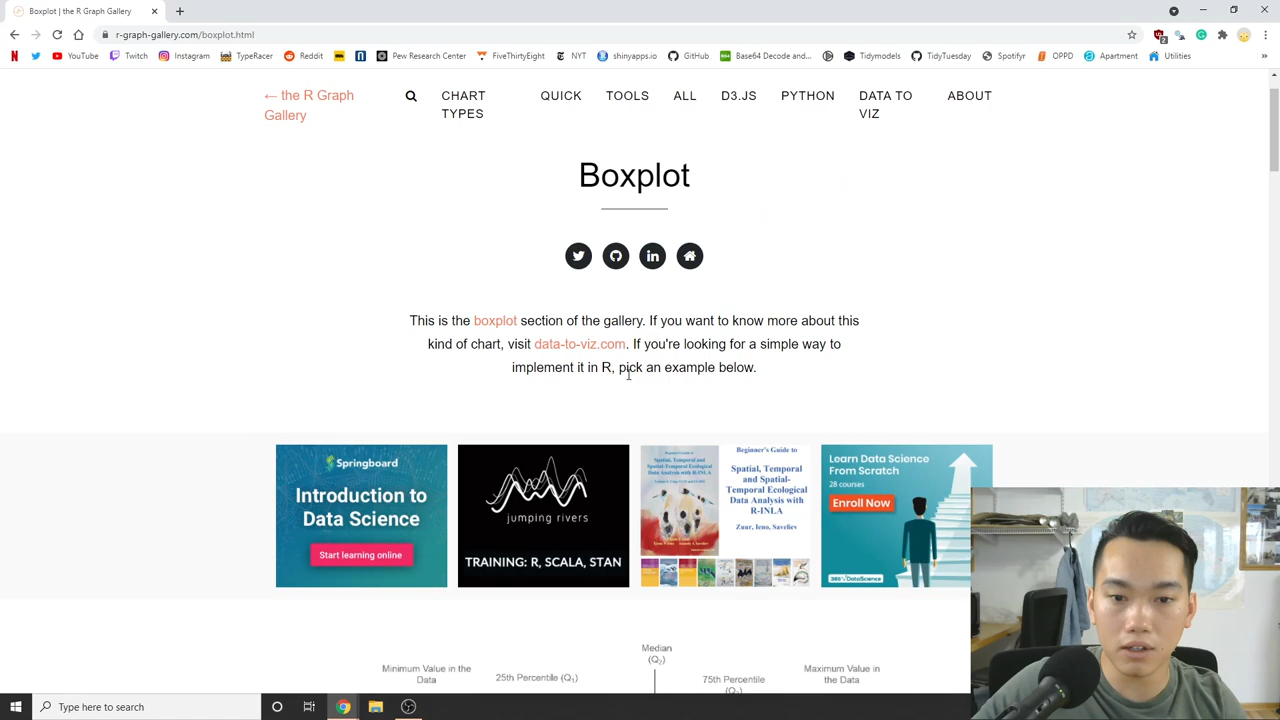 Boxplot | the R Graph Gallery
r-graph-gallery.com/boxplot.html
YouTube Twitch Instagram TypeRacer Reddit Pew Research Center FiveThirtyEight NYT shinyapps.io GitHub Base64 Decode and... Tidymodels TidyTuesday Spotifyr OPPD Apartment Utilities
← the R Graph Gallery
CHART TYPES
QUICK
TOOLS
ALL
D3.JS
PYTHON
DATA TO VIZ
ABOUT
Boxplot
This is the boxplot section of the gallery. If you want to know more about this
kind of chart, visit data-to-viz.com. If you're looking for a simple way to
implement it in R, pick an example below.
Springboard
Introduction to
Data Science
Start learning online
jumping rivers
TRAINING: R, SCALA, STAN
Beginner's Guide to
Spatial, Temporal
and Spatial-
Temporal Ecological
Data Analysis with
R-INLA
Zuur, Ieno, Saveliev
Learn Data Science
From Scratch
28 courses
Enroll Now
365 DataScience
Median
(Q2)
Minimum Value in the
Data
25th Percentile (Q1)
75th Percentile
Maximum Value in
the Data
Type here to search